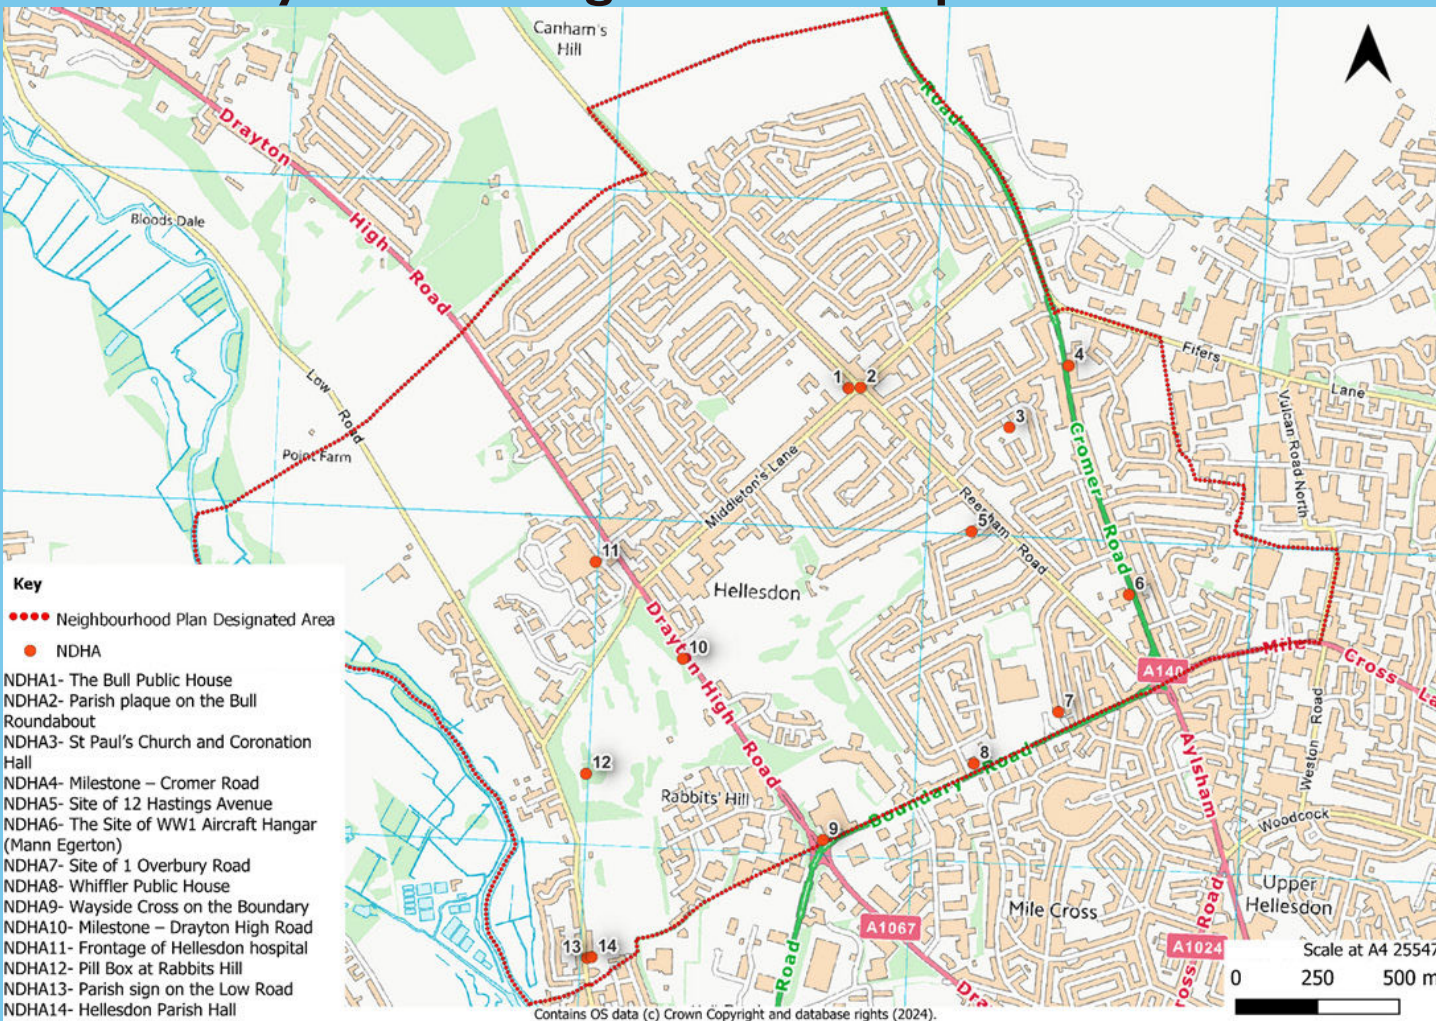 Canham's
Hill
Road
Drayton
High
Road
Bloods Dale
Low
Road
Point Farm
Fifers
Lane
Vulcan Road North
1
2
3
4
Cromer
Road
Middleton's Lane
Reepham
Road
5
6
11
Hellesdon
10
Drayton High
Road
Mile
Cross
A140
7
8
12
Rabbits' Hill
Boundary
Road
9
Aylsham
Road
Weston Road
Woodcock
Upper
Hellesdon
Mile Cross
A1067
A1024
13
14
Road
Key
Neighbourhood Plan Designated Area
NDHA
NDHA1- The Bull Public House
NDHA2- Parish plaque on the Bull
Roundabout
NDHA3- St Paul's Church and Coronation
Hall
NDHA4- Milestone – Cromer Road
NDHA5- Site of 12 Hastings Avenue
NDHA6- The Site of WW1 Aircraft Hangar
(Mann Egerton)
NDHA7- Site of 1 Overbury Road
NDHA8- Whiffler Public House
NDHA9- Wayside Cross on the Boundary
NDHA10- Milestone – Drayton High Road
NDHA11- Frontage of Hellesdon hospital
NDHA12- Pill Box at Rabbits Hill
NDHA13- Parish sign on the Low Road
NDHA14- Hellesdon Parish Hall
Scale at A4 25547
0 250 500 m
Contains OS data (c) Crown Copyright and database rights (2024).